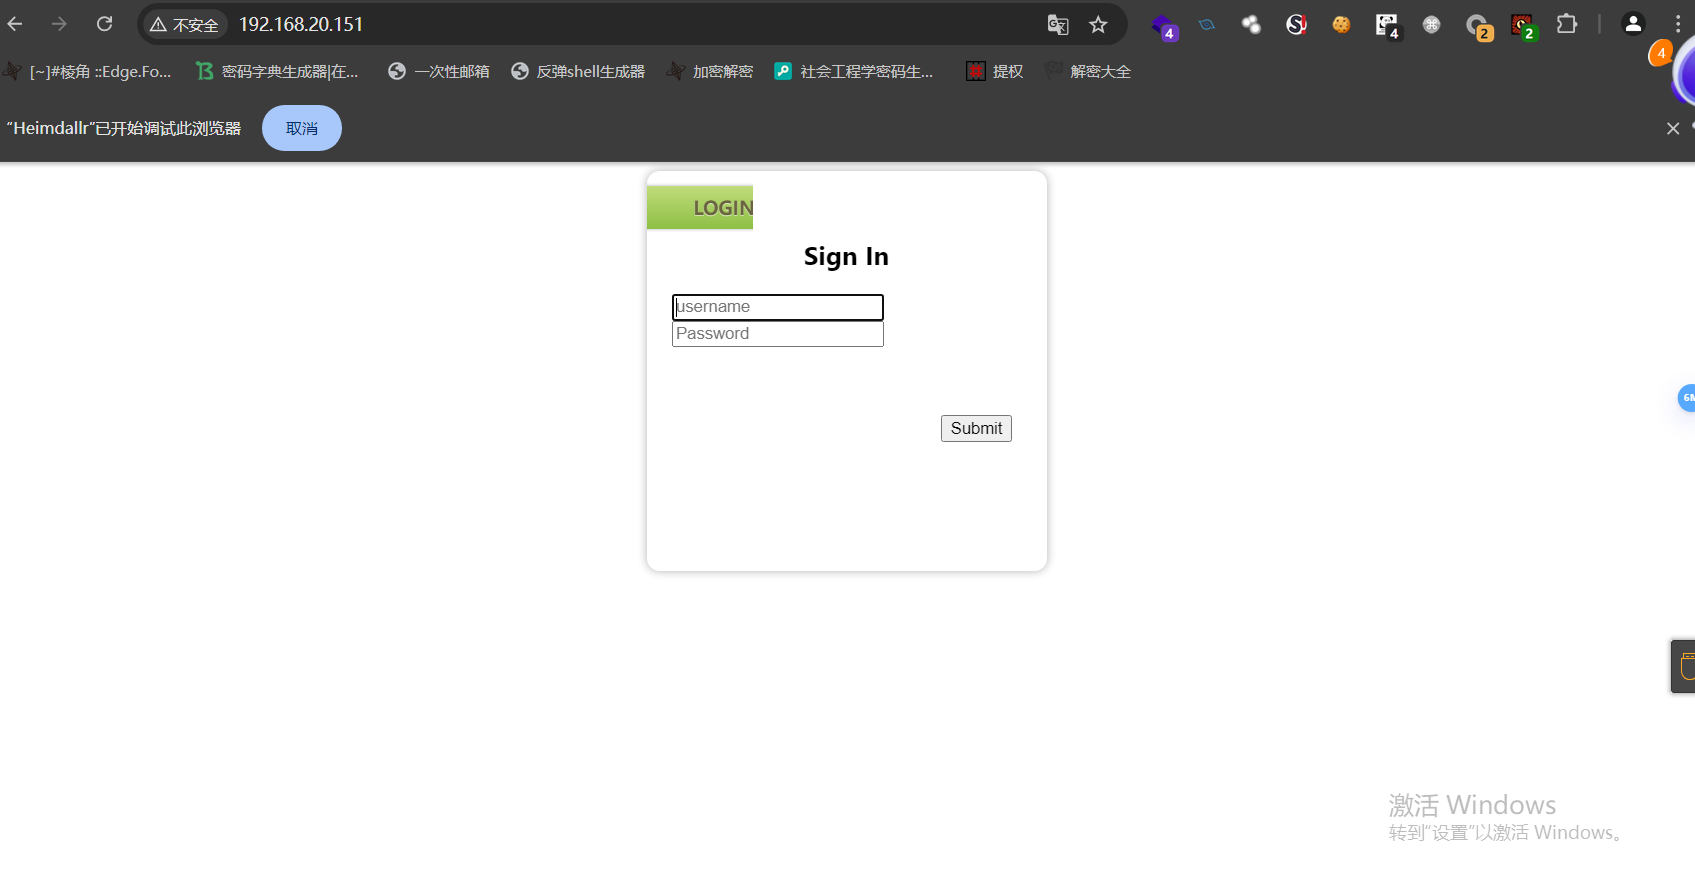 不安全 192.168.20.151
4 4 2 2
4
[~]#棱角 ::Edge.Fo... 密码字典生成器|在... 一次性邮箱 反弹shell生成器 加密解密 社会工程学密码生... 提权 解密大全
“Heimdallr”已开始调试此浏览器 取消
LOGIN
Sign In
username
Password
6M
Submit
激活 Windows
转到“设置”以激活 Windows。